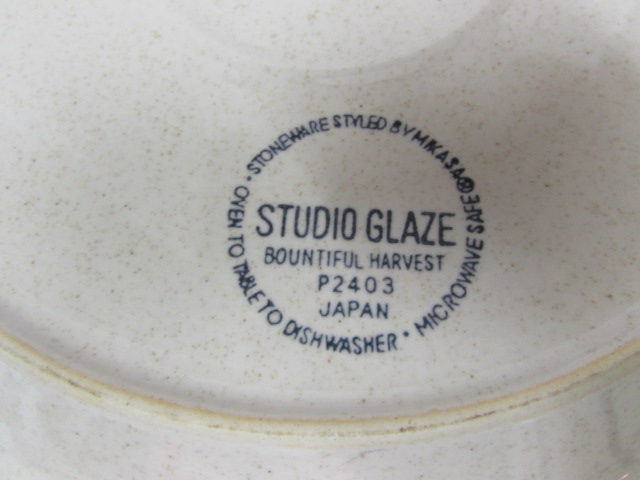 STONEWARE STYLED BY MIKASA®
STUDIO GLAZE
BOUNTIFUL HARVEST
P2403
JAPAN
• OVEN TO TABLE TO DISHWASHER • MICROWAVE SAFE